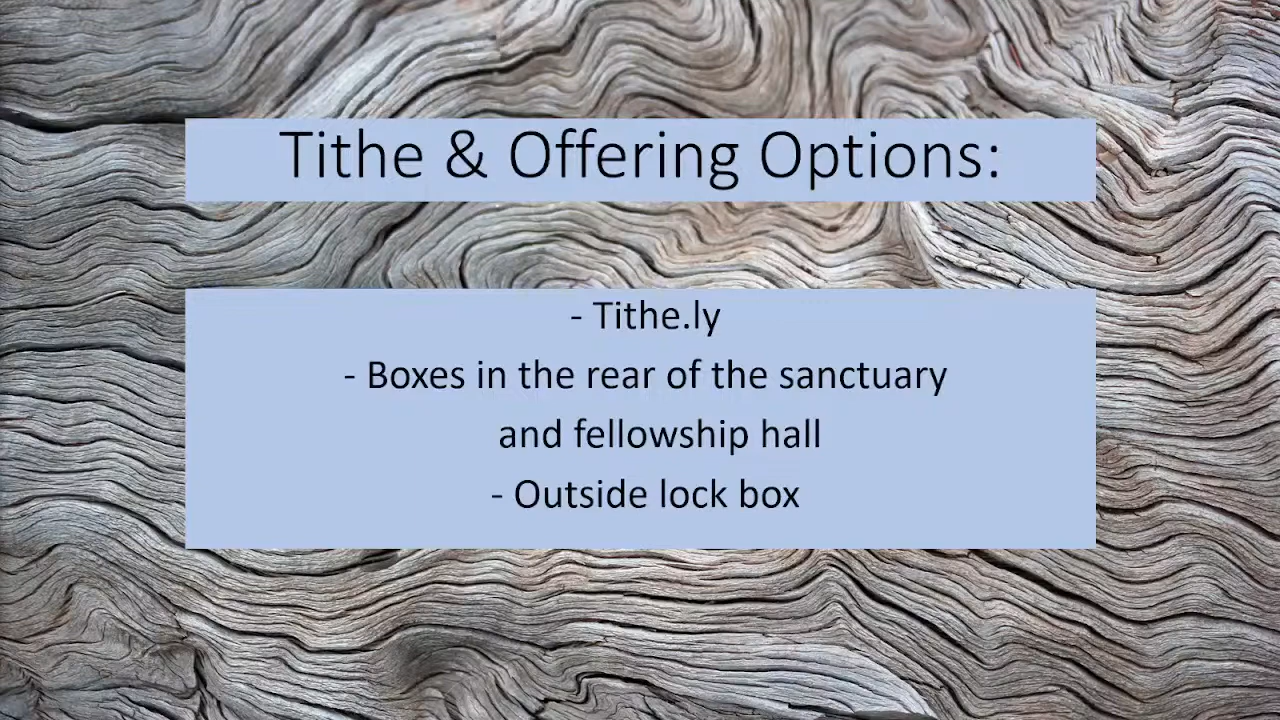 Tithe & Offering Options:
- Tithe.ly
- Boxes in the rear of the sanctuary
and fellowship hall
- Outside lock box